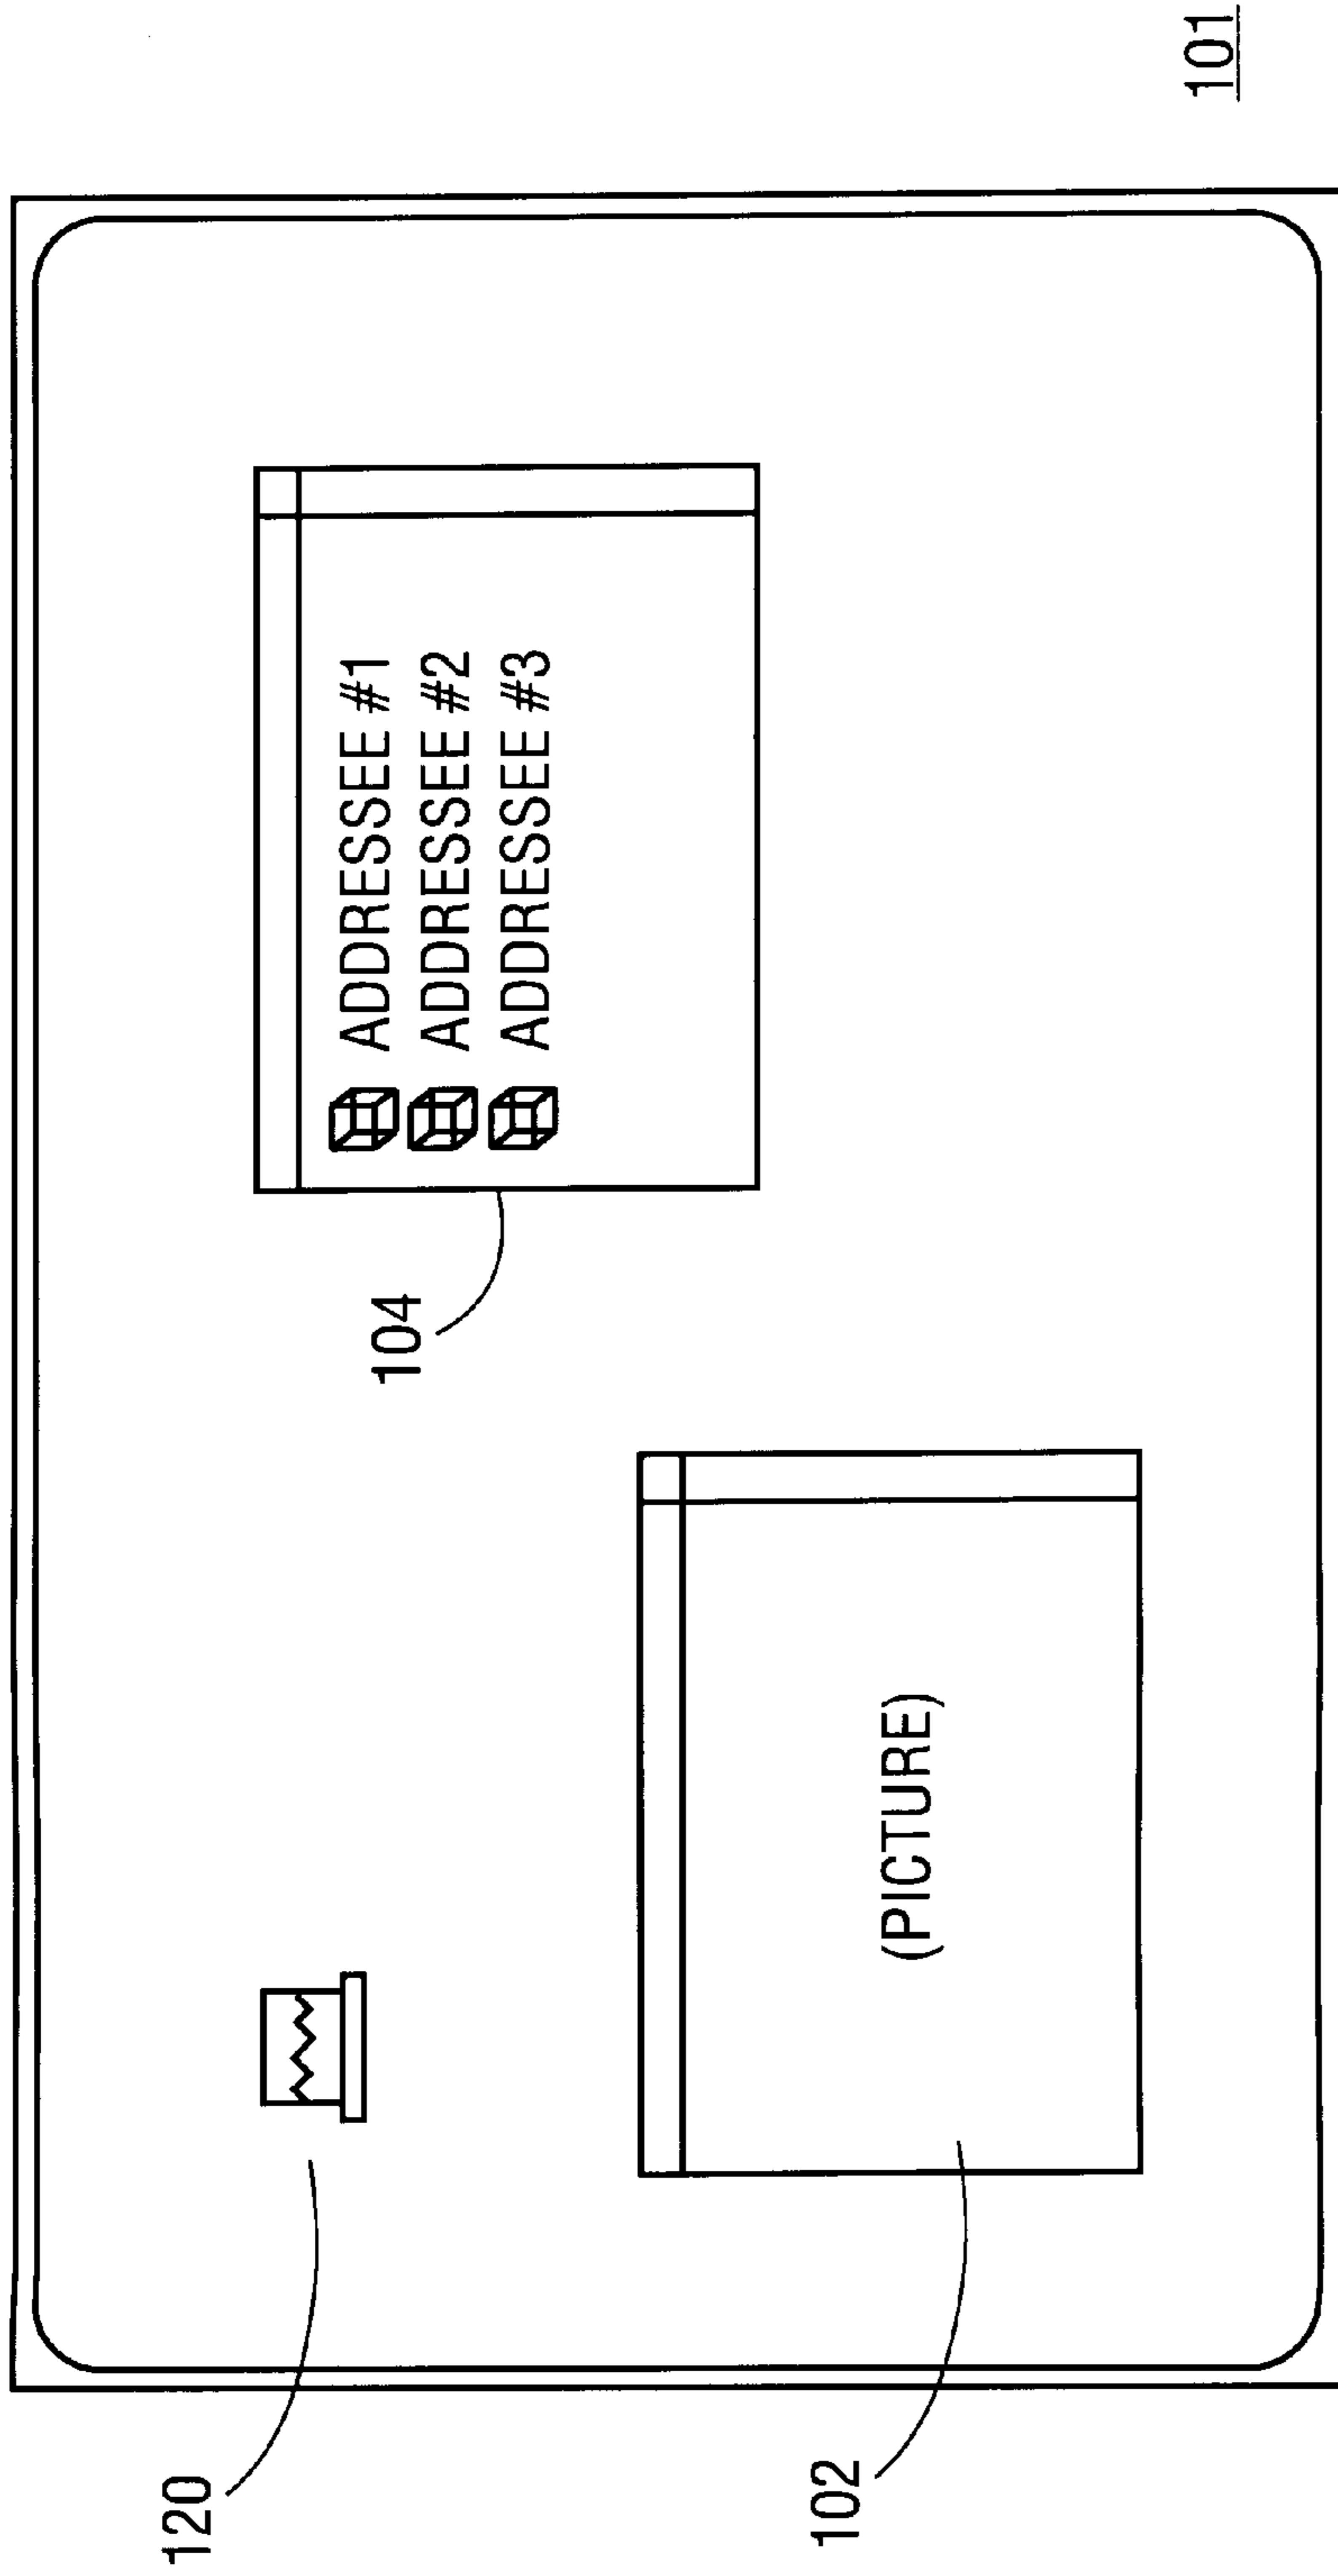 120
104
ADDRESSEE #1
ADDRESSEE #2
ADDRESSEE #3
102
(PICTURE)
101